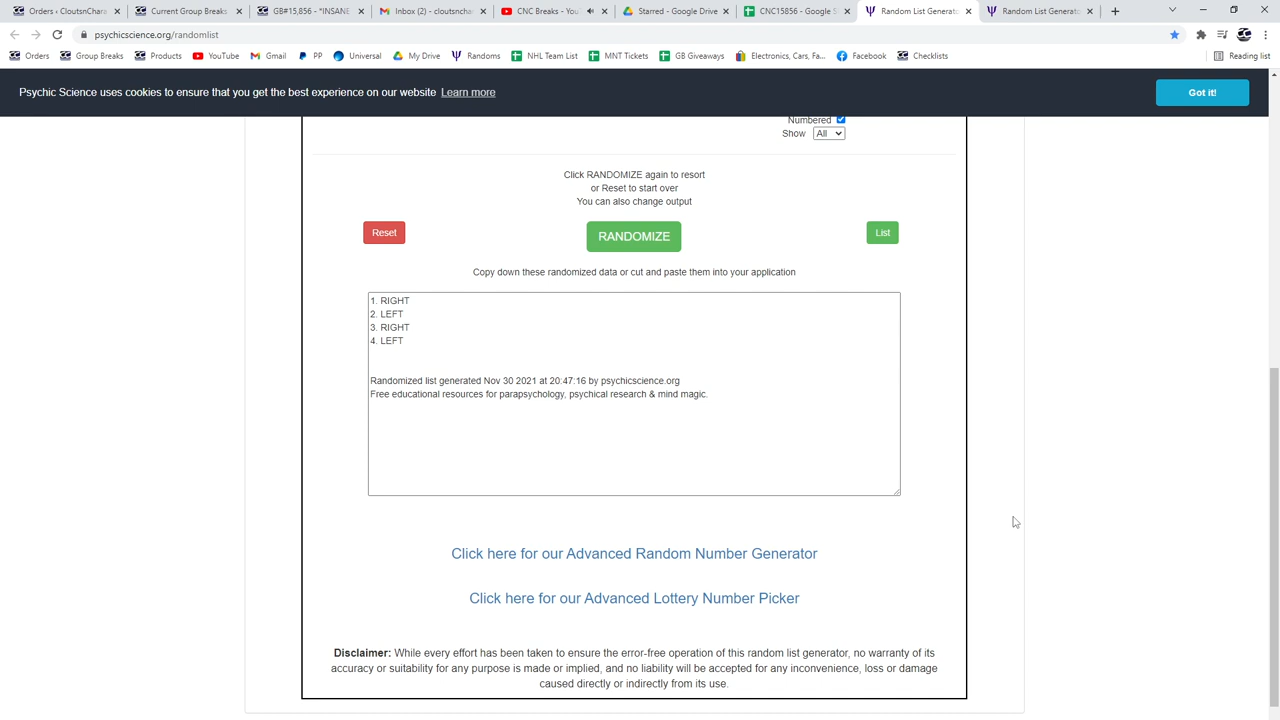 Orders ‹ CloutsnChara
Current Group Breaks
GB#15,856 - *INSANE
Inbox (2) - cloutsnchar
CNC Breaks - You
Starred - Google Drive
CNC15856 - Google S
Random List Generato
Random List Generato
psychicscience.org/randomlist
Orders
Group Breaks
Products
YouTube
Gmail
PP
Universal
My Drive
Randoms
NHL Team List
MNT Tickets
GB Giveaways
Electronics, Cars, Fa...
Facebook
Checklists
Reading list
Psychic Science uses cookies to ensure that you get the best experience on our website Learn more
Got it!
Numbered
Show All
Click RANDOMIZE again to resort
or Reset to start over
You can also change output
Reset
RANDOMIZE
List
Copy down these randomized data or cut and paste them into your application
1. RIGHT
2. LEFT
3. RIGHT
4. LEFT
Randomized list generated Nov 30 2021 at 20:47:16 by psychicscience.org
Free educational resources for parapsychology, psychical research & mind magic.
Click here for our Advanced Random Number Generator
Click here for our Advanced Lottery Number Picker
Disclaimer: While every effort has been taken to ensure the error-free operation of this random list generator, no warranty of its
accuracy or suitability for any purpose is made or implied, and no liability will be accepted for any inconvenience, loss or damage
caused directly or indirectly from its use.